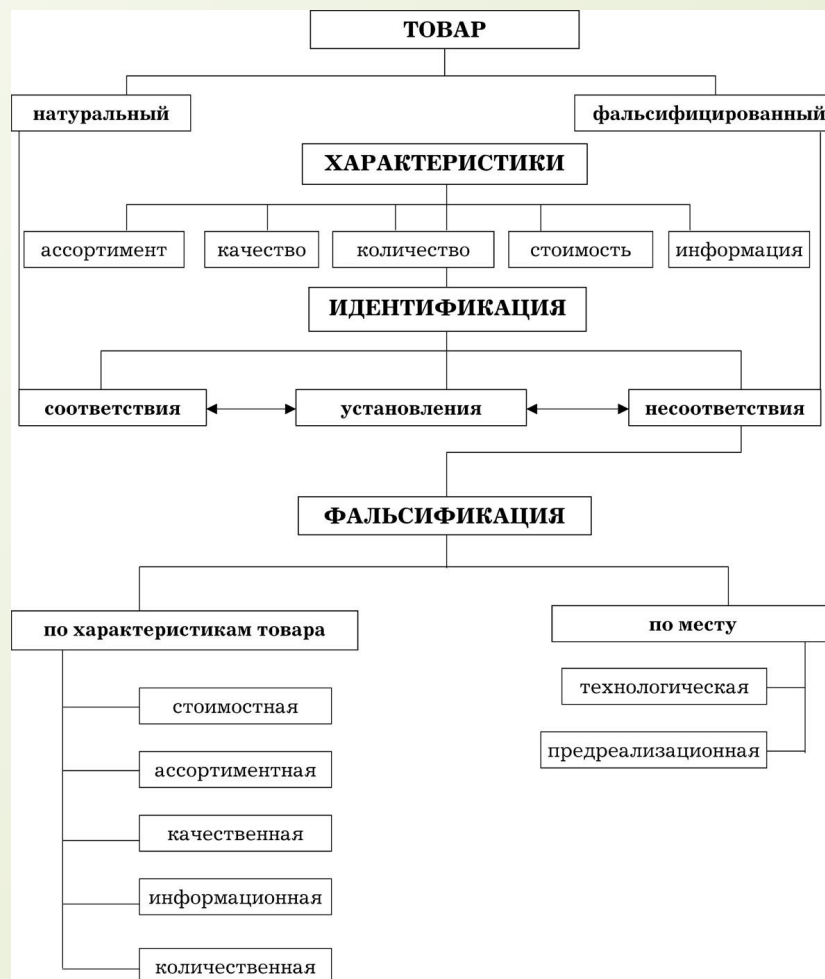 ТОВАР
натуральный
фальсифицированный
ХАРАКТЕРИСТИКИ
ассортимент
качество
количество
стоимость
информация
ИДЕНТИФИКАЦИЯ
соответствия
установления
несоответствия
ФАЛЬСИФИКАЦИЯ
по характеристикам товара
по месту
стоимостная
ассортиментная
качественная
информационная
количественная
технологическая
предреализационная